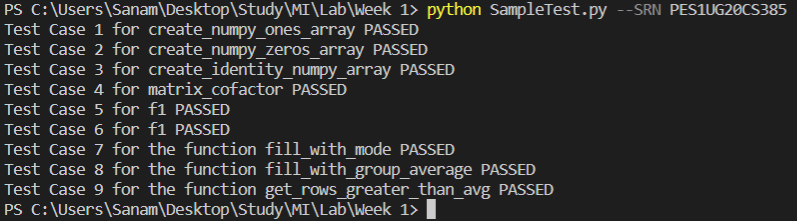 PS C:\Users\Sanam\Desktop\Study\MI\Lab\Week 1> python SampleTest.py --SRN PES1UG20CS385
Test Case 1 for create_numpy_ones_array PASSED
Test Case 2 for create_numpy_zeros_array PASSED
Test Case 3 for create_identity_numpy_array PASSED
Test Case 4 for matrix_cofactor PASSED
Test Case 5 for f1 PASSED
Test Case 6 for f1 PASSED
Test Case 7 for the function fill_with_mode PASSED
Test Case 8 for the function fill_with_group_average PASSED
Test Case 9 for the function get_rows_greater_than_avg PASSED
PS C:\Users\Sanam\Desktop\Study\MI\Lab\Week 1>